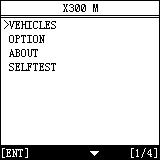 X300 M
>VEHICLES
OPTION
ABOUT
SELFTEST
[ENT] [1/4]